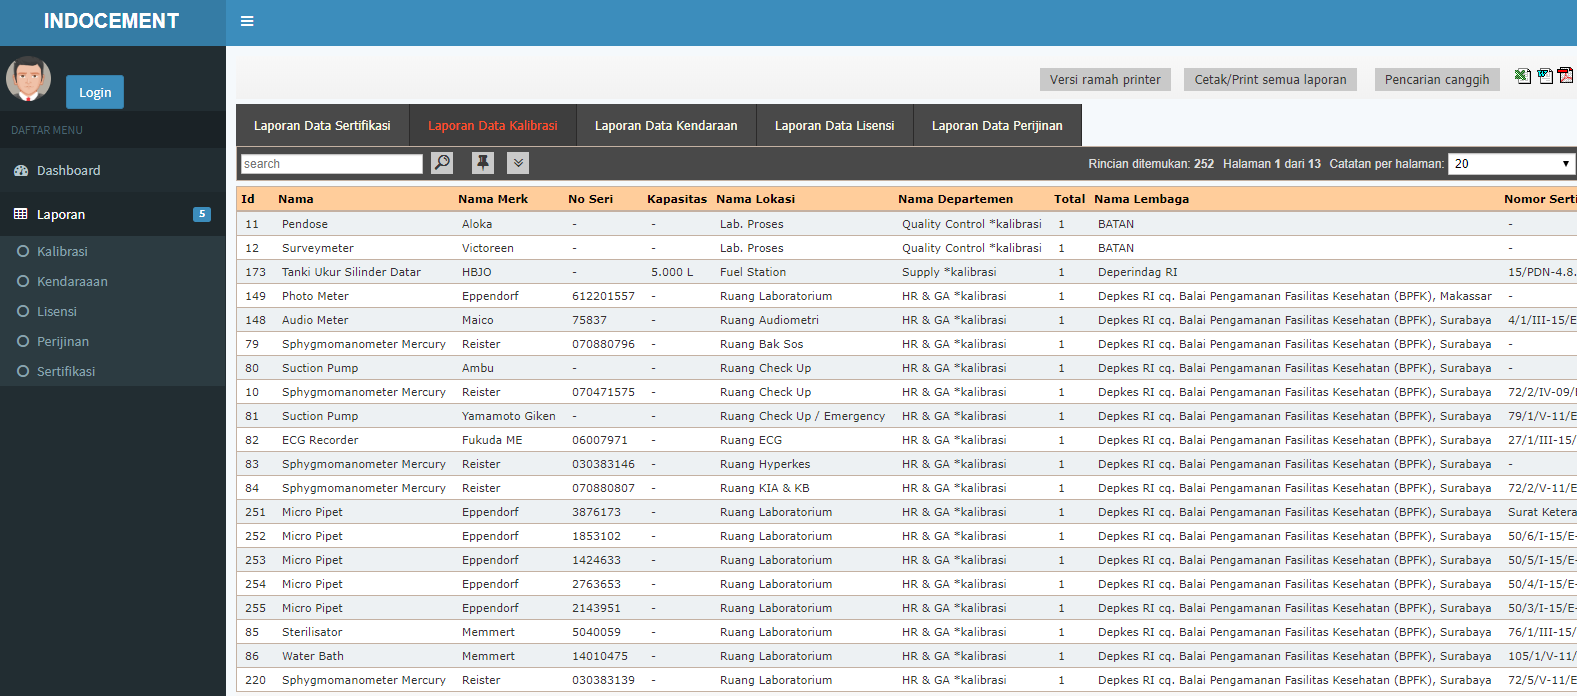 INDOCEMENT
Login
DAFTAR MENU
Dashboard
Laporan 5
Kalibrasi
Kendaraaan
Lisensi
Perijinan
Sertifikasi
Versi ramah printer Cetak/Print semua laporan Pencarian canggih
Laporan Data Sertifikasi Laporan Data Kalibrasi Laporan Data Kendaraan Laporan Data Lisensi Laporan Data Perijinan
search Rincian ditemukan: 252 Halaman 1 dari 13 Catatan per halaman: 20
Id Nama Nama Merk No Seri Kapasitas Nama Lokasi Nama Departemen Total Nama Lembaga Nomor Serti
11 Pendose Aloka - - Lab. Proses Quality Control *kalibrasi 1 BATAN -
12 Surveymeter Victoreen - - Lab. Proses Quality Control *kalibrasi 1 BATAN -
173 Tanki Ukur Silinder Datar HBJO - 5.000 L Fuel Station Supply *kalibrasi 1 Deperindag RI 15/PDN-4.8.
149 Photo Meter Eppendorf 612201557 - Ruang Laboratorium HR & GA *kalibrasi 1 Depkes RI cq. Balai Pengamanan Fasilitas Kesehatan (BPFK), Makassar -
148 Audio Meter Maico 75837 - Ruang Audiometri HR & GA *kalibrasi 1 Depkes RI cq. Balai Pengamanan Fasilitas Kesehatan (BPFK), Surabaya 4/1/III-15/E
79 Sphygmomanometer Mercury Reister 070880796 - Ruang Bak Sos HR & GA *kalibrasi 1 Depkes RI cq. Balai Pengamanan Fasilitas Kesehatan (BPFK), Surabaya -
80 Suction Pump Ambu - - Ruang Check Up HR & GA *kalibrasi 1 Depkes RI cq. Balai Pengamanan Fasilitas Kesehatan (BPFK), Surabaya -
10 Sphygmomanometer Mercury Reister 070471575 - Ruang Check Up HR & GA *kalibrasi 1 Depkes RI cq. Balai Pengamanan Fasilitas Kesehatan (BPFK), Surabaya 72/2/IV-09/
81 Suction Pump Yamamoto Giken - - Ruang Check Up / Emergency HR & GA *kalibrasi 1 Depkes RI cq. Balai Pengamanan Fasilitas Kesehatan (BPFK), Surabaya 79/1/V-11/E
82 ECG Recorder Fukuda ME 06007971 - Ruang ECG HR & GA *kalibrasi 1 Depkes RI cq. Balai Pengamanan Fasilitas Kesehatan (BPFK), Surabaya 27/1/III-15/
83 Sphygmomanometer Mercury Reister 030383146 - Ruang Hyperkes HR & GA *kalibrasi 1 Depkes RI cq. Balai Pengamanan Fasilitas Kesehatan (BPFK), Surabaya -
84 Sphygmomanometer Mercury Reister 070880807 - Ruang KIA & KB HR & GA *kalibrasi 1 Depkes RI cq. Balai Pengamanan Fasilitas Kesehatan (BPFK), Surabaya 72/2/V-11/E
251 Micro Pipet Eppendorf 3876173 - Ruang Laboratorium HR & GA *kalibrasi 1 Depkes RI cq. Balai Pengamanan Fasilitas Kesehatan (BPFK), Surabaya Surat Ketera
252 Micro Pipet Eppendorf 1853102 - Ruang Laboratorium HR & GA *kalibrasi 1 Depkes RI cq. Balai Pengamanan Fasilitas Kesehatan (BPFK), Surabaya 50/6/I-15/E-
253 Micro Pipet Eppendorf 1424633 - Ruang Laboratorium HR & GA *kalibrasi 1 Depkes RI cq. Balai Pengamanan Fasilitas Kesehatan (BPFK), Surabaya 50/5/I-15/E-
254 Micro Pipet Eppendorf 2763653 - Ruang Laboratorium HR & GA *kalibrasi 1 Depkes RI cq. Balai Pengamanan Fasilitas Kesehatan (BPFK), Surabaya 50/4/I-15/E-
255 Micro Pipet Eppendorf 2143951 - Ruang Laboratorium HR & GA *kalibrasi 1 Depkes RI cq. Balai Pengamanan Fasilitas Kesehatan (BPFK), Surabaya 50/3/I-15/E-
85 Sterilisator Memmert 5040059 - Ruang Laboratorium HR & GA *kalibrasi 1 Depkes RI cq. Balai Pengamanan Fasilitas Kesehatan (BPFK), Surabaya 76/1/III-15/
86 Water Bath Memmert 14010475 - Ruang Laboratorium HR & GA *kalibrasi 1 Depkes RI cq. Balai Pengamanan Fasilitas Kesehatan (BPFK), Surabaya 105/1/V-11/
220 Sphygmomanometer Mercury Reister 030383139 - Ruang Laboratorium HR & GA *kalibrasi 1 Depkes RI cq. Balai Pengamanan Fasilitas Kesehatan (BPFK), Surabaya 72/5/V-11/E